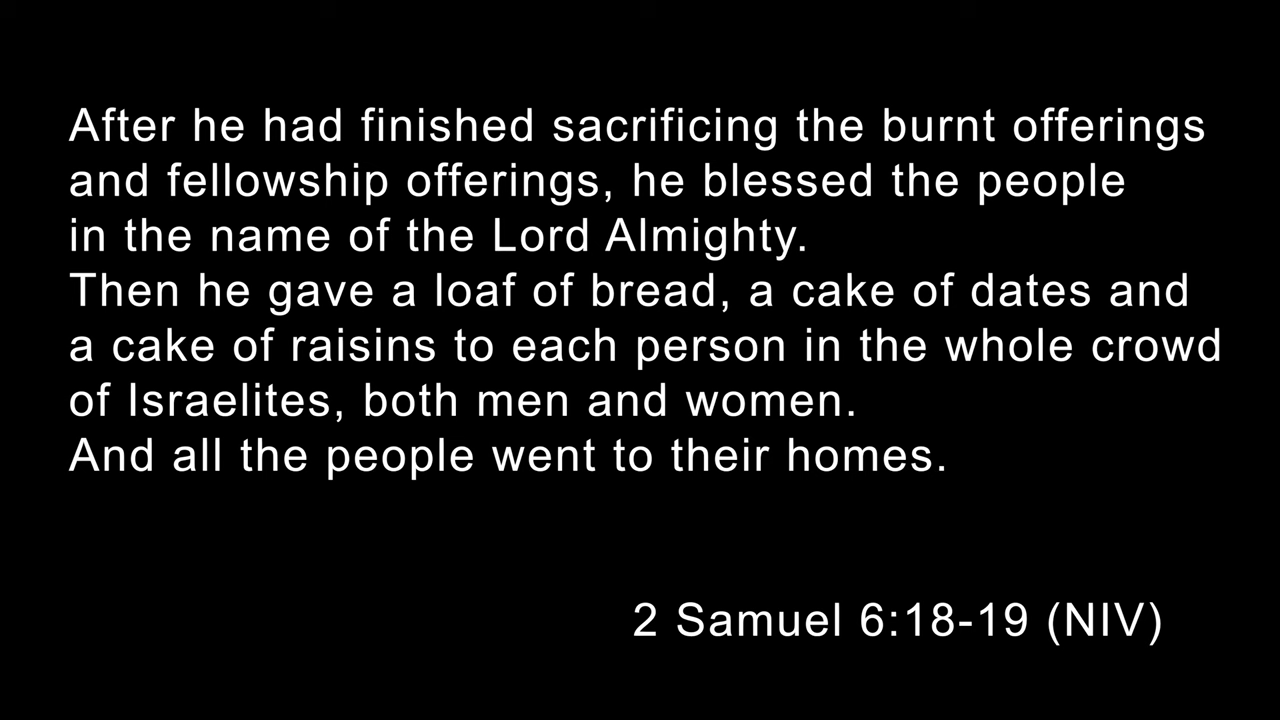 After he had finished sacrificing the burnt offerings
and fellowship offerings, he blessed the people
in the name of the Lord Almighty.
Then he gave a loaf of bread, a cake of dates and
a cake of raisins to each person in the whole crowd
of Israelites, both men and women.
And all the people went to their homes.
2 Samuel 6:18-19 (NIV)